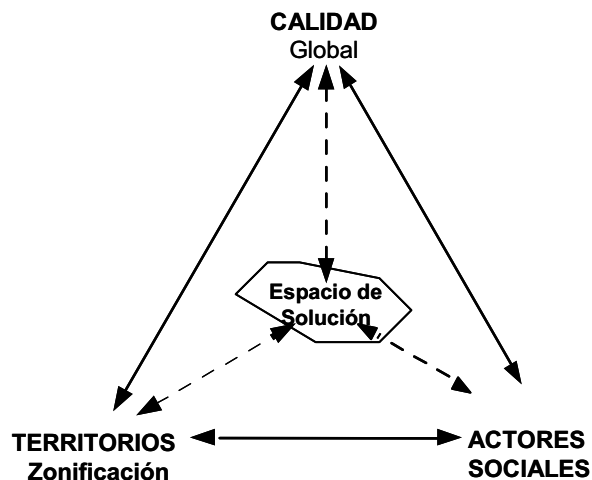 CALIDAD
Global
Espacio de
Solución
TERRITORIOS
Zonificación
ACTORES
SOCIALES